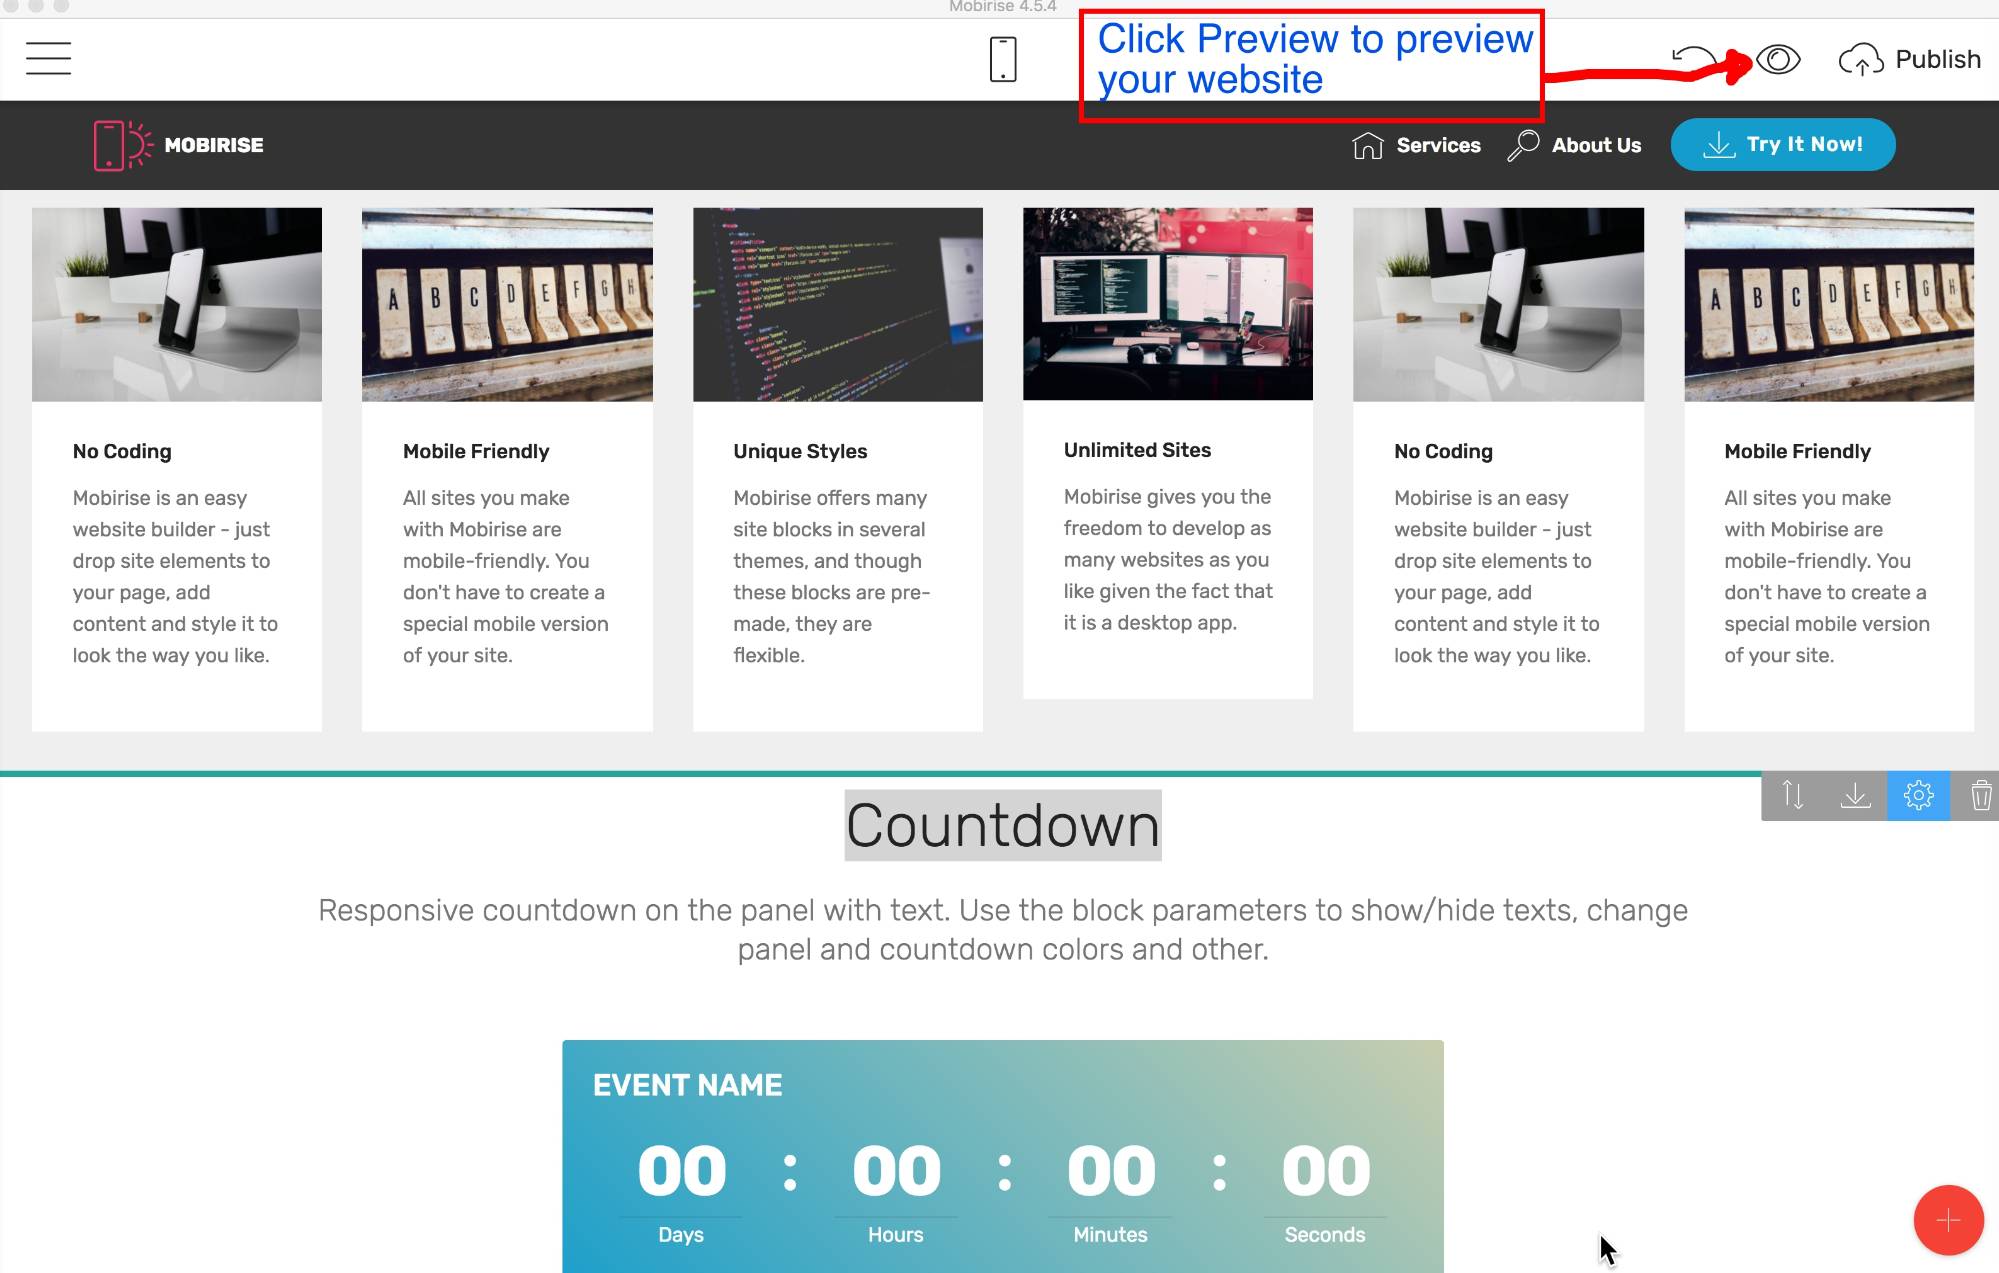 Mobirise 4.5.4
Click Preview to preview
your website
Publish
MOBIRISE
Services
About Us
Try It Now!
A B C D E F G H
A B C D E F G H
No Coding
Mobirise is an easy
website builder - just
drop site elements to
your page, add
content and style it to
look the way you like.
Mobile Friendly
All sites you make
with Mobirise are
mobile-friendly. You
don't have to create a
special mobile version
of your site.
Unique Styles
Mobirise offers many
site blocks in several
themes, and though
these blocks are pre-
made, they are
flexible.
Unlimited Sites
Mobirise gives you the
freedom to develop as
many websites as you
like given the fact that
it is a desktop app.
No Coding
Mobirise is an easy
website builder - just
drop site elements to
your page, add
content and style it to
look the way you like.
Mobile Friendly
All sites you make
with Mobirise are
mobile-friendly. You
don't have to create a
special mobile version
of your site.
Countdown
Responsive countdown on the panel with text. Use the block parameters to show/hide texts, change
panel and countdown colors and other.
EVENT NAME
00 : 00 : 00 : 00
Days Hours Minutes Seconds